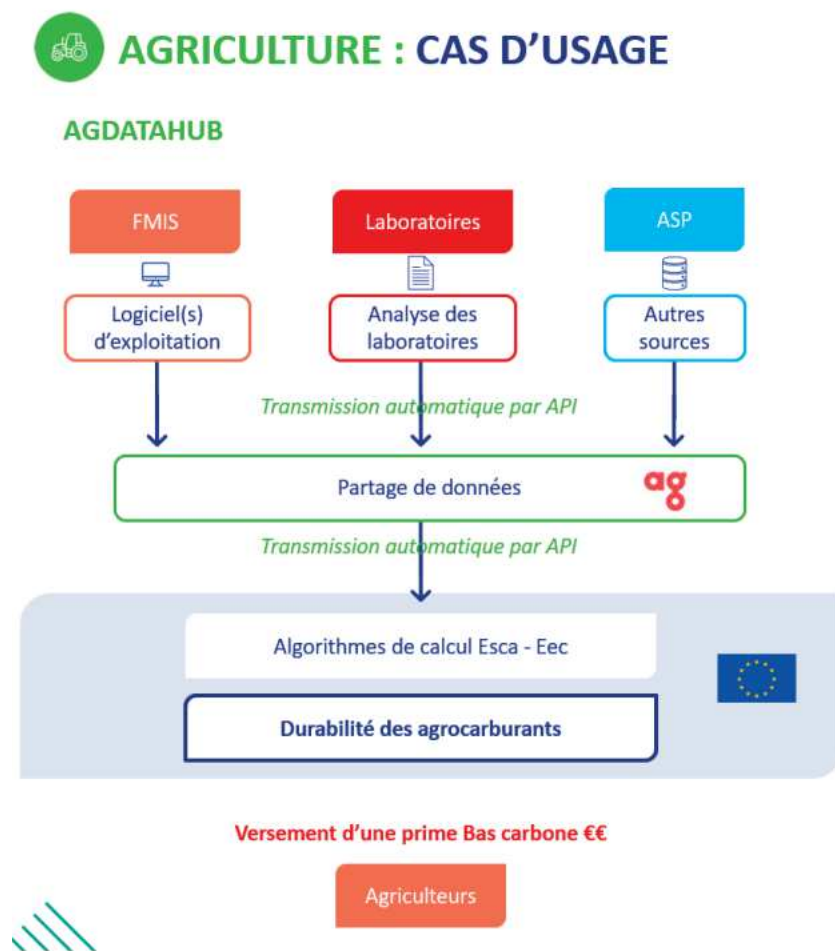 AGRICULTURE : CAS D'USAGE
AGDATAHUB
FMIS
Laboratoires
ASP
Logiciel(s)
d'exploitation
Analyse des
laboratoires
Autres
sources
Transmission automatique par API
Partage de données
ag
Transmission automatique par API
Algorithmes de calcul Esca - Eec
Durabilité des agrocarburants
Versement d'une prime Bas carbone €€
Agriculteurs